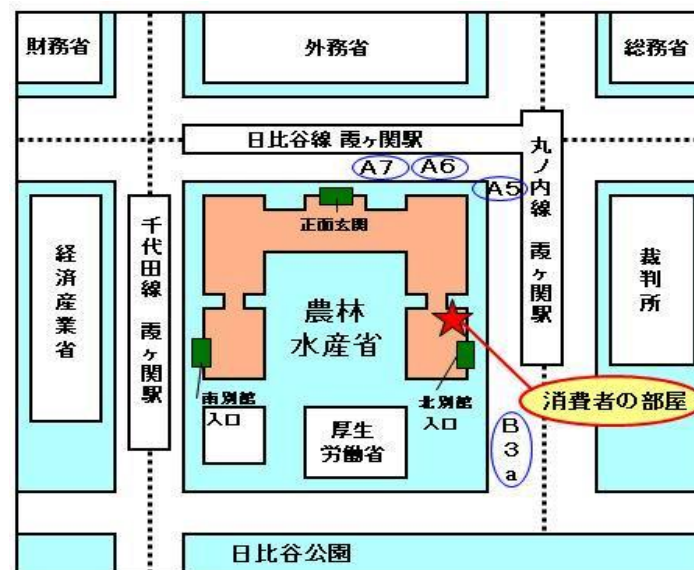 財務省
外務省
総務省
日比谷線 霞ヶ関駅
A7
A6
A5
丸ノ内線 霞ヶ関駅
千代田線 霞ヶ関駅
正面玄関
経済産業省
裁判所
農林
水産省
南別館
入口
北別館
入口
消費者の部屋
厚生
労働省
B3a
日比谷公園